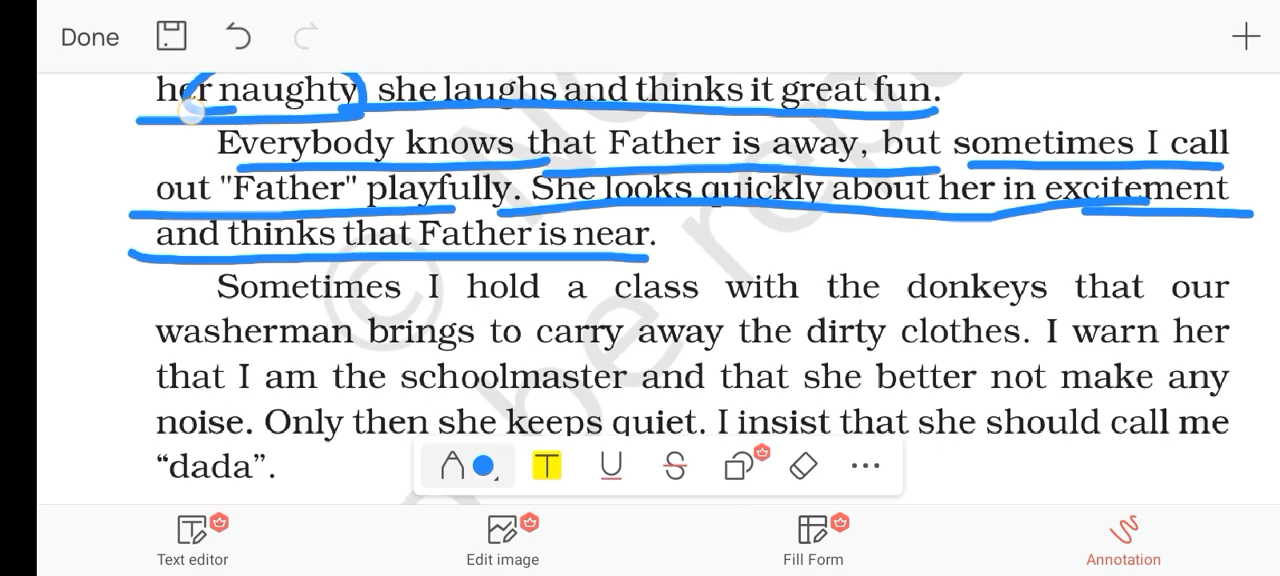 Done
her naughty she laughs and thinks it great fun.
Everybody knows that Father is away, but sometimes I call
out "Father" playfully. She looks quickly about her in excitement
and thinks that Father is near.
Sometimes I hold a class with the donkeys that our
washerman brings to carry away the dirty clothes. I warn her
that I am the schoolmaster and that she better not make any
noise. Only then she keeps quiet. I insist that she should call me
“dada”.
Text editor
Edit image
Fill Form
Annotation